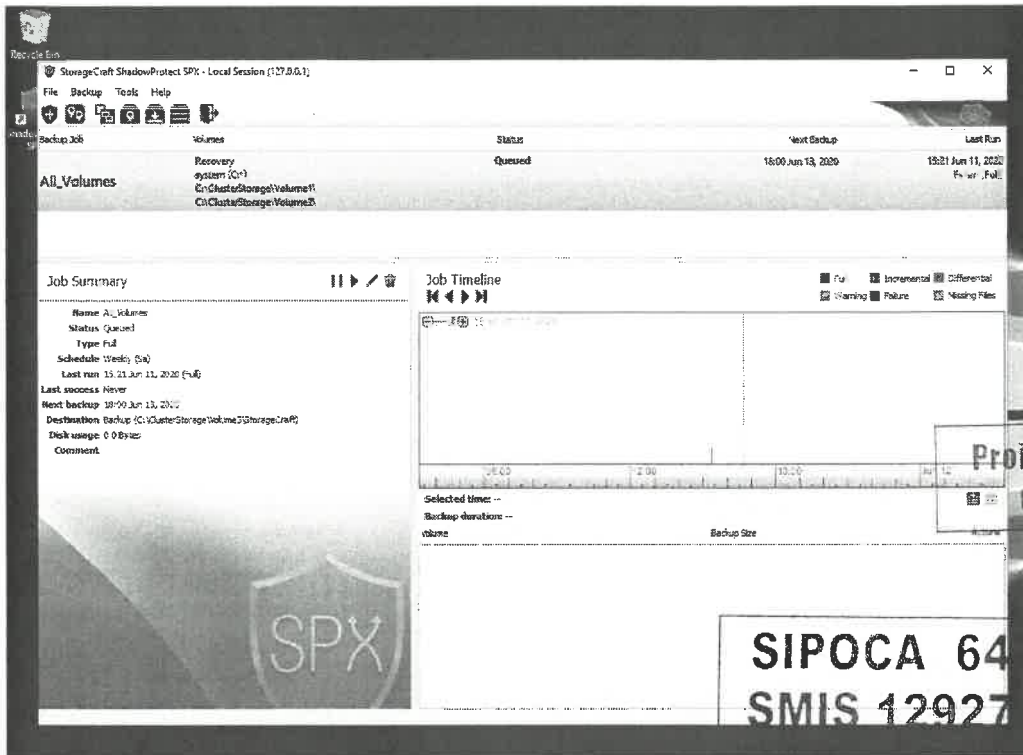 Recycle Bin
StorageCraft ShadowProtect SPX - Local Session (127.0.0.1)
File Backup Tools Help
Backup Job Volumes Status Next Backup Last Run
All_Volumes
Recovery
system (C:\)
C:\ClusterStorage\Volume1\
C:\ClusterStorage\Volume2\
Queued
18:00 Jun 13, 2020
15:21 Jun 11, 2020
Job Summary
Name All_Volumes
Status Queued
Type Full
Schedule Weekly (Sa)
Last run 15:21 Jun 11, 2020 (Full)
Last success Never
Next backup 18:00 Jun 13, 2020
Destination Backup (C:\ClusterStorage\Volume3\StorageCraft)
Disk usage 0.0 Bytes
Comment
SPX
Job Timeline
Full Incremental Differential
Warning Failure Missing Files
Jun 12
Selected time: --
Backup duration: --
Volume Backup Size Actions
SIPOCA 64
SMIS 12927